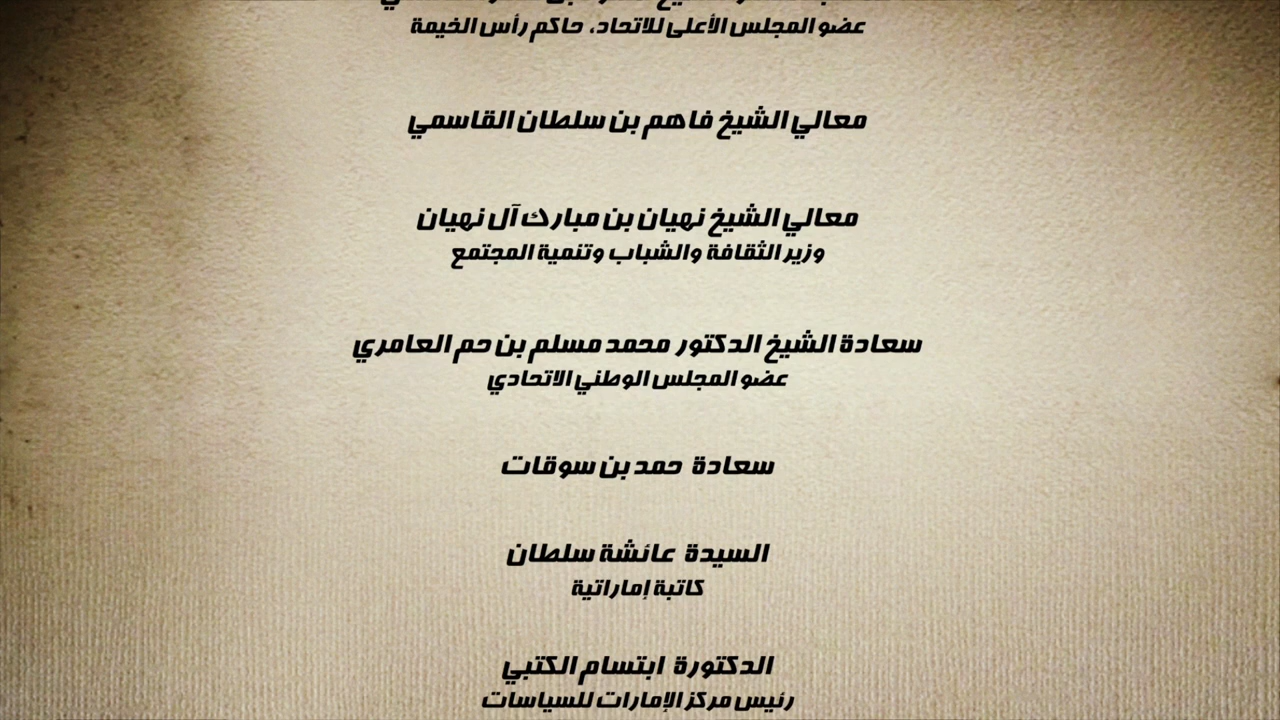 عضو المجلس الأعلى للاتحاد، حاكم رأس الخيمة
معالي الشيخ فاهم بن سلطان القاسمي
معالي الشيخ نهيان بن مبارك آل نهيان
وزير الثقافة والشباب وتنمية المجتمع
سعادة الشيخ الدكتور محمد مسلم بن حم العامري
عضو المجلس الوطني الاتحادي
سعادة حمد بن سوقات
السيدة عائشة سلطان
كاتبة إماراتية
الدكتورة ابتسام الكتبي
رئيس مركز الإمارات للسياسات